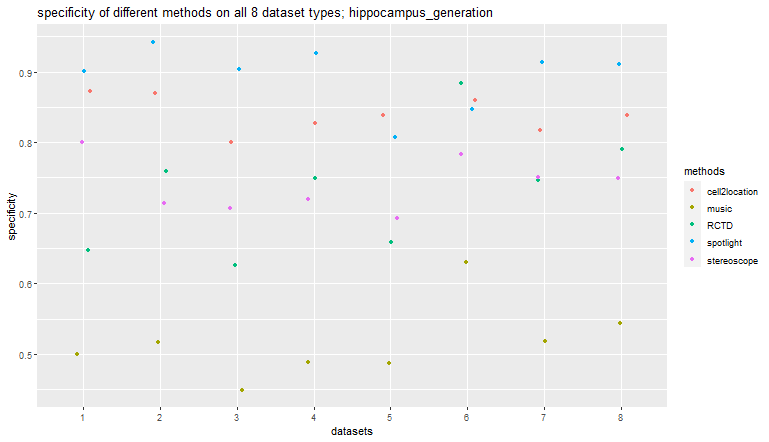 specificity of different methods on all 8 dataset types; hippocampus_generation
specificity
0.9
0.8
0.7
0.6
0.5
1 2 3 4 5 6 7 8
datasets
methods
cell2location
music
RCTD
spotlight
stereoscope